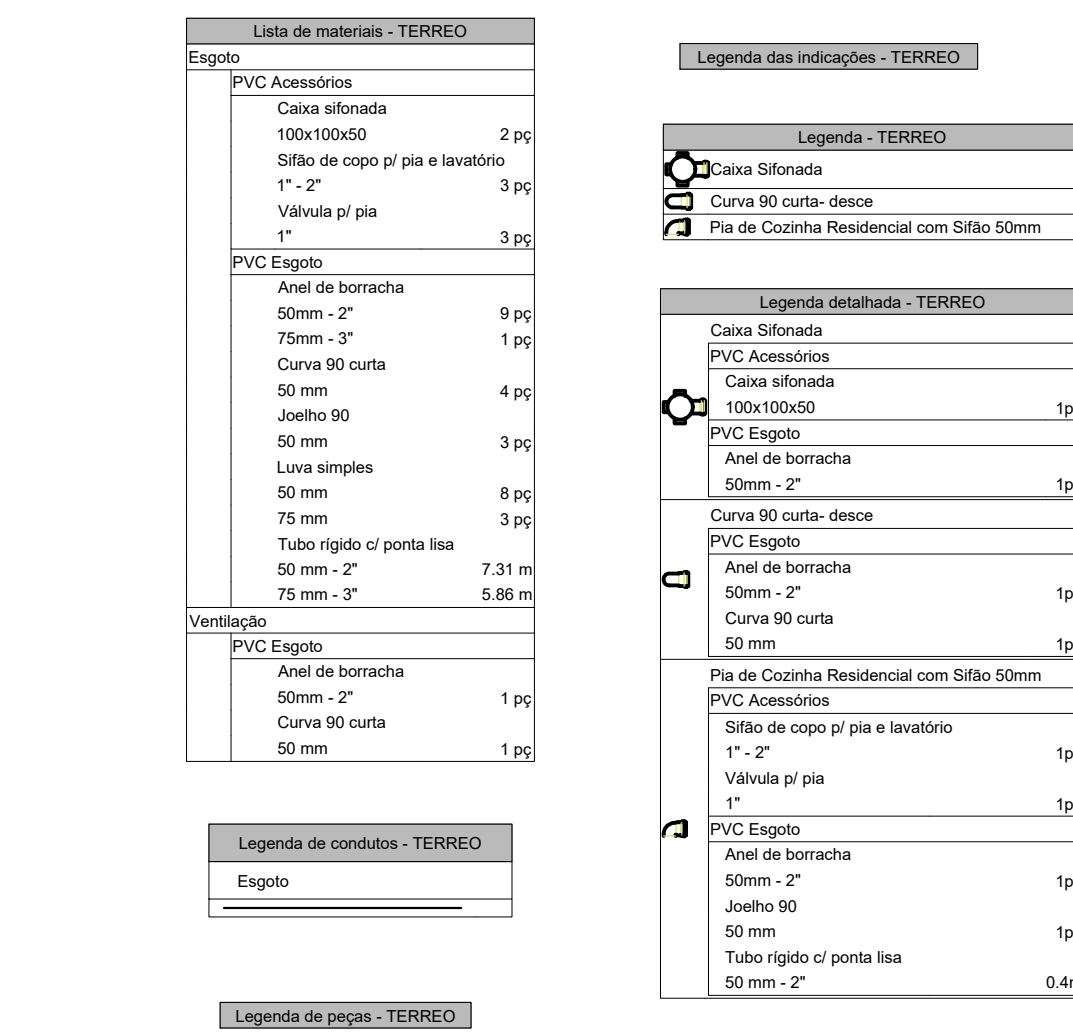 Lista de materiais - TERREO
Esgoto
PVC Acessórios
Caixa sifonada
100x100x50 2 pç
Sifão de copo p/ pia e lavatório
1" - 2" 3 pç
Válvula p/ pia
1" 3 pç
PVC Esgoto
Anel de borracha
50mm - 2" 9 pç
75mm - 3" 1 pç
Curva 90 curta
50 mm 4 pç
Joelho 90
50 mm 3 pç
Luva simples
50 mm 8 pç
75 mm 3 pç
Tubo rígido c/ ponta lisa
50 mm - 2" 7.31 m
75 mm - 3" 5.86 m
Ventilação
PVC Esgoto
Anel de borracha
50mm - 2" 1 pç
Curva 90 curta
50 mm 1 pç
Legenda de condutos - TERREO
Esgoto
Legenda de peças - TERREO
Legenda das indicações - TERREO
Legenda - TERREO
Caixa Sifonada
Curva 90 curta- desce
Pia de Cozinha Residencial com Sifão 50mm
Legenda detalhada - TERREO
Caixa Sifonada
PVC Acessórios
Caixa sifonada
100x100x50 1p
PVC Esgoto
Anel de borracha
50mm - 2" 1p
Curva 90 curta- desce
PVC Esgoto
Anel de borracha
50mm - 2" 1p
Curva 90 curta
50 mm 1p
Pia de Cozinha Residencial com Sifão 50mm
PVC Acessórios
Sifão de copo p/ pia e lavatório
1" - 2" 1p
Válvula p/ pia
1" 1p
PVC Esgoto
Anel de borracha
50mm - 2" 1p
Joelho 90
50 mm 1p
Tubo rígido c/ ponta lisa
50 mm - 2" 0.4